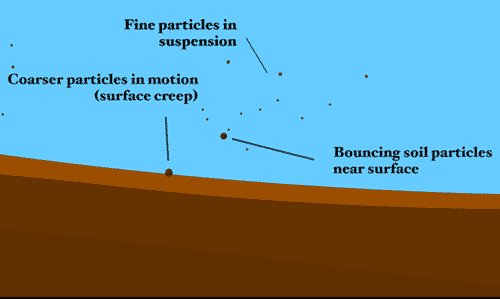 Fine particles in
suspension
Coarser particles in motion
(surface creep)
Bouncing soil particles
near surface